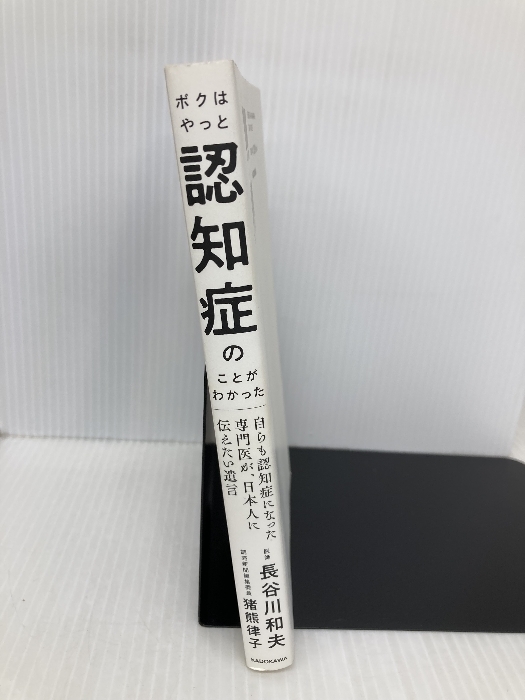 ボクは
やっと
認知症
の
ことが
わかった
自らも認知症になった
専門医が、日本人に
伝えたい遺言
医師 長谷川和夫
読売新聞編集委員 猪熊律子
KADOKAWA